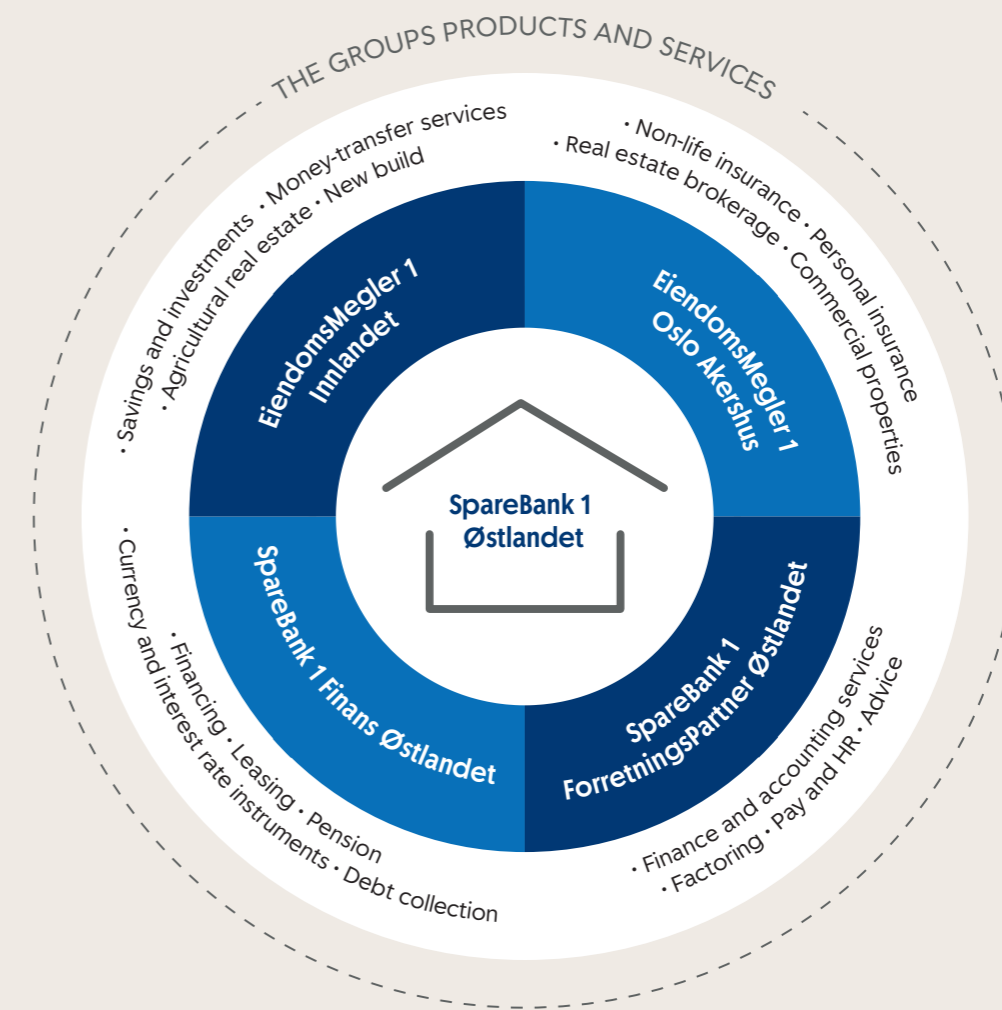 THE GROUPS PRODUCTS AND SERVICES
· Savings and investments · Money-transfer services
· Agricultural real estate · New build
· Non-life insurance · Personal insurance
· Real estate brokerage · Commercial properties
EiendomsMegler 1
Innlandet
EiendomsMegler 1
Oslo Akershus
SpareBank 1
Østlandet
SpareBank 1 Finans Østlandet
SpareBank 1
ForretningsPartner Østlandet
· Financing · Leasing · Pension
· Currency and interest rate instruments · Debt collection
· Finance and accounting services
· Factoring · Pay and HR · Advice